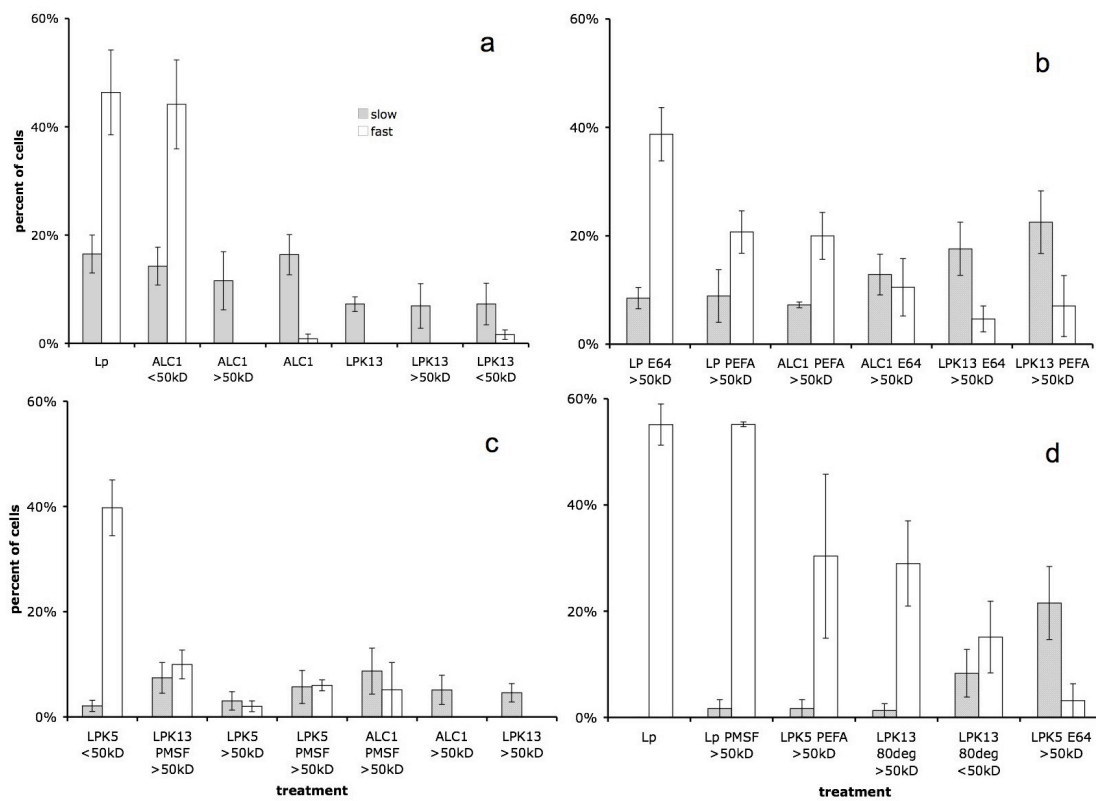 60%
40%
20%
0%
percent of cells
a
slow
fast
Lp
ALC1
<50kD
ALC1
>50kD
ALC1
LPK13
LPK13
>50kD
LPK13
<50kD
60%
40%
20%
0%
b
LP E64
>50kD
LP PEFA
>50kD
ALC1 PEFA
>50kD
ALC1 E64
>50kD
LPK13 E64
>50kD
LPK13 PEFA
>50kD
60%
40%
20%
0%
percent of cells
c
LPK5
<50kD
LPK13
PMSF
>50kD
LPK5
>50kD
LPK5
PMSF
>50kD
ALC1
PMSF
>50kD
ALC1
>50kD
LPK13
>50kD
treatment
60%
40%
20%
0%
d
Lp
Lp PMSF
>50kD
LPK5 PEFA
>50kD
LPK13
80deg
>50kD
LPK13
80deg
<50kD
LPK5 E64
>50kD
treatment